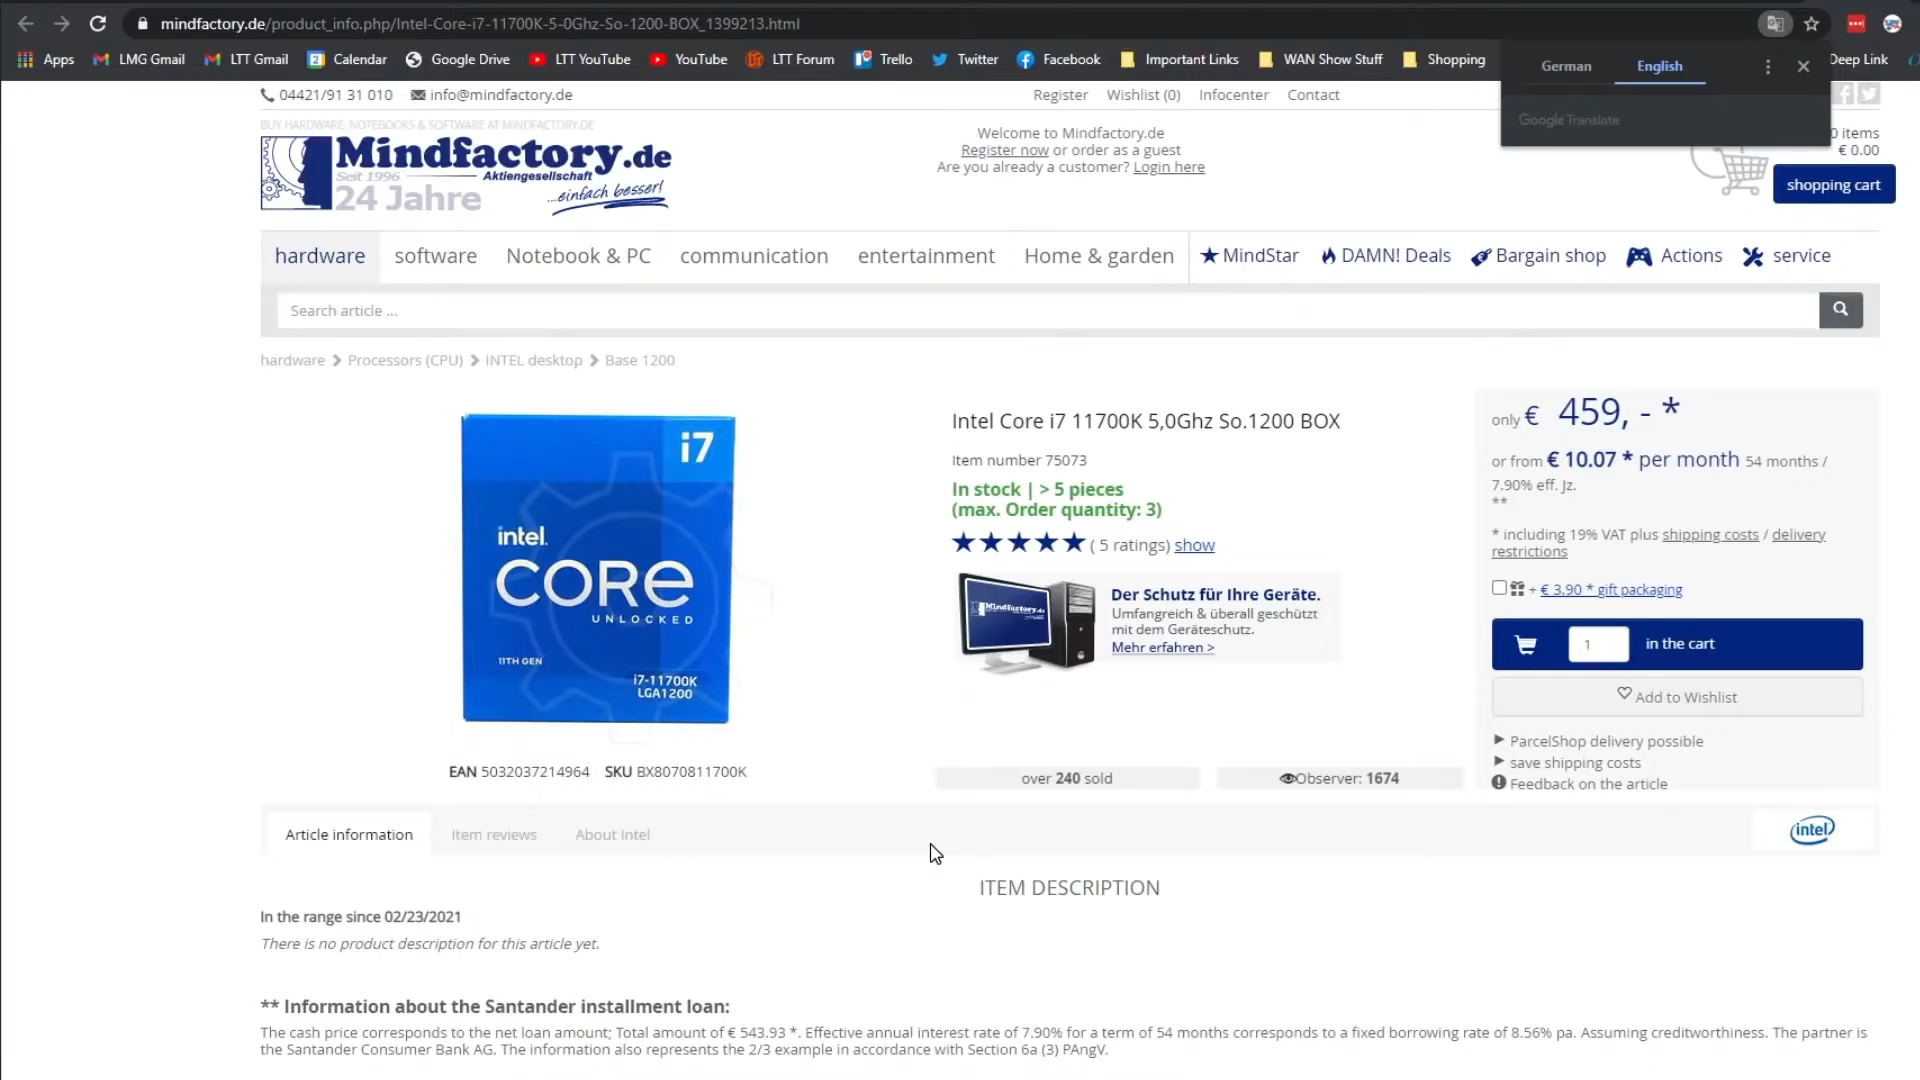 mindfactory.de/product_info.php/Intel-Core-i7-11700K-5-0Ghz-So-1200-BOX_1399213.html
Apps LMG Gmail LTT Gmail Calendar Google Drive LTT YouTube YouTube LTT Forum Trello Twitter Facebook Important Links WAN Show Stuff Shopping Deep Link
German English
Google Translate
04421/91 31 010 info@mindfactory.de Register Wishlist (0) Infocenter Contact
BUY HARDWARE, NOTEBOOKS & SOFTWARE AT MINDFACTORY.DE
Mindfactory.de
Seit 1996 Aktiengesellschaft
24 Jahre ...einfach besser!
Welcome to Mindfactory.de
Register now or order as a guest
Are you already a customer? Login here
0 items
€ 0.00
shopping cart
hardware software Notebook & PC communication entertainment Home & garden MindStar DAMN! Deals Bargain shop Actions service
Search article ...
hardware Processors (CPU) INTEL desktop Base 1200
i7
intel.
CORE
UNLOCKED
11TH GEN
i7-11700K
LGA1200
EAN 5032037214964 SKU BX8070811700K
Intel Core i7 11700K 5,0Ghz So.1200 BOX
Item number 75073
In stock | > 5 pieces
(max. Order quantity: 3)
( 5 ratings) show
Mindfactory.de
Der Schutz für Ihre Geräte.
Umfangreich & überall geschützt
mit dem Geräteschutz.
Mehr erfahren >
over 240 sold Observer: 1674
only € 459, - *
or from € 10.07 * per month 54 months /
7.90% eff. Jz.
**
* including 19% VAT plus shipping costs / delivery
restrictions
+ € 3.90 * gift packaging
1 in the cart
Add to Wishlist
ParcelShop delivery possible
save shipping costs
Feedback on the article
Article information Item reviews About Intel
intel
ITEM DESCRIPTION
In the range since 02/23/2021
There is no product description for this article yet.
** Information about the Santander installment loan:
The cash price corresponds to the net loan amount; Total amount of € 543.93 *. Effective annual interest rate of 7.90% for a term of 54 months corresponds to a fixed borrowing rate of 8.56% pa. Assuming creditworthiness. The partner is
the Santander Consumer Bank AG. The information also represents the 2/3 example in accordance with Section 6a (3) PAngV.